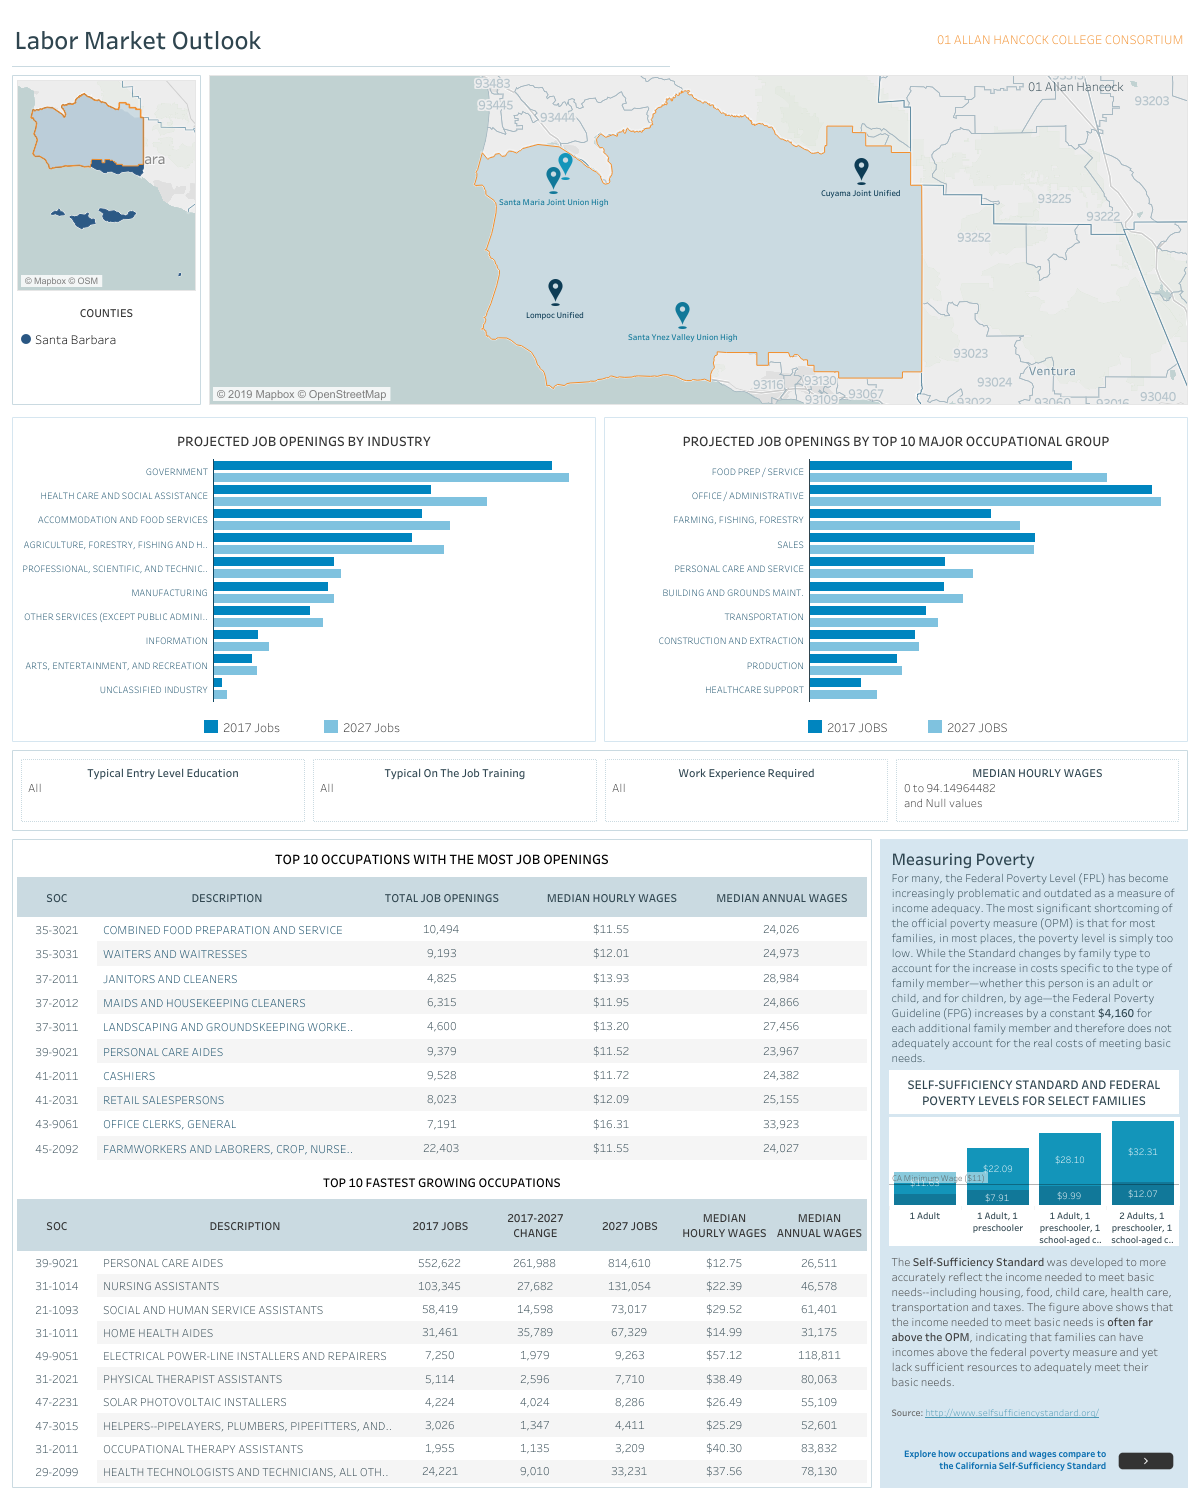 Labor Market Outlook
01 ALLAN HANCOCK COLLEGE CONSORTIUM
ara
© Mapbox © OSM
COUNTIES
Santa Barbara
93483
93445
93444
01 Allan Hancock
93203
Santa Maria Joint Union High
Cuyama Joint Unified
93225
93222
93252
Lompoc Unified
Santa Ynez Valley Union High
93023
Ventura
93024
93116
93130
93109
93067
93022
93060
93016
93040
© 2019 Mapbox © OpenStreetMap
PROJECTED JOB OPENINGS BY INDUSTRY
GOVERNMENT
HEALTH CARE AND SOCIAL ASSISTANCE
ACCOMMODATION AND FOOD SERVICES
AGRICULTURE, FORESTRY, FISHING AND H..
PROFESSIONAL, SCIENTIFIC, AND TECHNIC..
MANUFACTURING
OTHER SERVICES (EXCEPT PUBLIC ADMINI..
INFORMATION
ARTS, ENTERTAINMENT, AND RECREATION
UNCLASSIFIED INDUSTRY
2017 Jobs 2027 Jobs
PROJECTED JOB OPENINGS BY TOP 10 MAJOR OCCUPATIONAL GROUP
FOOD PREP / SERVICE
OFFICE / ADMINISTRATIVE
FARMING, FISHING, FORESTRY
SALES
PERSONAL CARE AND SERVICE
BUILDING AND GROUNDS MAINT.
TRANSPORTATION
CONSTRUCTION AND EXTRACTION
PRODUCTION
HEALTHCARE SUPPORT
2017 JOBS 2027 JOBS
Typical Entry Level Education
All
Typical On The Job Training
All
Work Experience Required
All
MEDIAN HOURLY WAGES
0 to 94.14964482
and Null values
TOP 10 OCCUPATIONS WITH THE MOST JOB OPENINGS
SOC DESCRIPTION TOTAL JOB OPENINGS MEDIAN HOURLY WAGES MEDIAN ANNUAL WAGES
35-3021 COMBINED FOOD PREPARATION AND SERVICE 10,494 $11.55 24,026
35-3031 WAITERS AND WAITRESSES 9,193 $12.01 24,973
37-2011 JANITORS AND CLEANERS 4,825 $13.93 28,984
37-2012 MAIDS AND HOUSEKEEPING CLEANERS 6,315 $11.95 24,866
37-3011 LANDSCAPING AND GROUNDSKEEPING WORKE.. 4,600 $13.20 27,456
39-9021 PERSONAL CARE AIDES 9,379 $11.52 23,967
41-2011 CASHIERS 9,528 $11.72 24,382
41-2031 RETAIL SALESPERSONS 8,023 $12.09 25,155
43-9061 OFFICE CLERKS, GENERAL 7,191 $16.31 33,923
45-2092 FARMWORKERS AND LABORERS, CROP, NURSE.. 22,403 $11.55 24,027
TOP 10 FASTEST GROWING OCCUPATIONS
SOC DESCRIPTION 2017 JOBS 2017-2027 CHANGE 2027 JOBS MEDIAN HOURLY WAGES MEDIAN ANNUAL WAGES
39-9021 PERSONAL CARE AIDES 552,622 261,988 814,610 $12.75 26,511
31-1014 NURSING ASSISTANTS 103,345 27,682 131,054 $22.39 46,578
21-1093 SOCIAL AND HUMAN SERVICE ASSISTANTS 58,419 14,598 73,017 $29.52 61,401
31-1011 HOME HEALTH AIDES 31,461 35,789 67,329 $14.99 31,175
49-9051 ELECTRICAL POWER-LINE INSTALLERS AND REPAIRERS 7,250 1,979 9,263 $57.12 118,811
31-2021 PHYSICAL THERAPIST ASSISTANTS 5,114 2,596 7,710 $38.49 80,063
47-2231 SOLAR PHOTOVOLTAIC INSTALLERS 4,224 4,024 8,286 $26.49 55,109
47-3015 HELPERS--PIPELAYERS, PLUMBERS, PIPEFITTERS, AND.. 3,026 1,347 4,411 $25.29 52,601
31-2011 OCCUPATIONAL THERAPY ASSISTANTS 1,955 1,135 3,209 $40.30 83,832
29-2099 HEALTH TECHNOLOGISTS AND TECHNICIANS, ALL OTH.. 24,221 9,010 33,231 $37.56 78,130
Measuring Poverty
For many, the Federal Poverty Level (FPL) has become
increasingly problematic and outdated as a measure of
income adequacy. The most significant shortcoming of
the official poverty measure (OPM) is that for most
families, in most places, the poverty level is simply too
low. While the Standard changes by family type to
account for the increase in costs specific to the type of
family member—whether this person is an adult or
child, and for children, by age—the Federal Poverty
Guideline (FPG) increases by a constant $4,160 for
each additional family member and therefore does not
adequately account for the real costs of meeting basic
needs.
SELF-SUFFICIENCY STANDARD AND FEDERAL
POVERTY LEVELS FOR SELECT FAMILIES
CA Minimum Wage ($11)
$22.09
$28.10
$32.31
$7.91
$9.99
$12.07
1 Adult
1 Adult, 1
preschooler
1 Adult, 1
preschooler, 1
school-aged c..
2 Adults, 1
preschooler, 1
school-aged c..
The Self-Sufficiency Standard was developed to more
accurately reflect the income needed to meet basic
needs--including housing, food, child care, health care,
transportation and taxes. The figure above shows that
the income needed to meet basic needs is often far
above the OPM, indicating that families can have
incomes above the federal poverty measure and yet
lack sufficient resources to adequately meet their
basic needs.
Source: http://www.selfsufficiencystandard.org/
Explore how occupations and wages compare to
the California Self-Sufficiency Standard